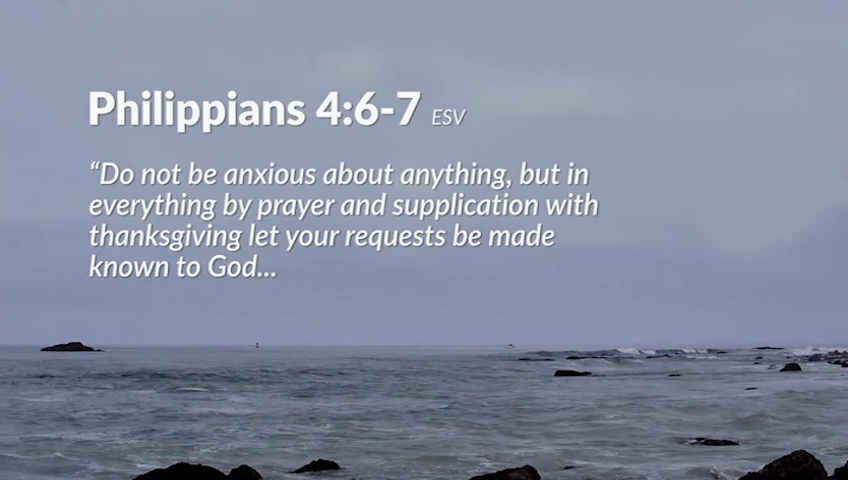 Philippians 4:6-7 ESV
“Do not be anxious about anything, but in
everything by prayer and supplication with
thanksgiving let your requests be made
known to God...